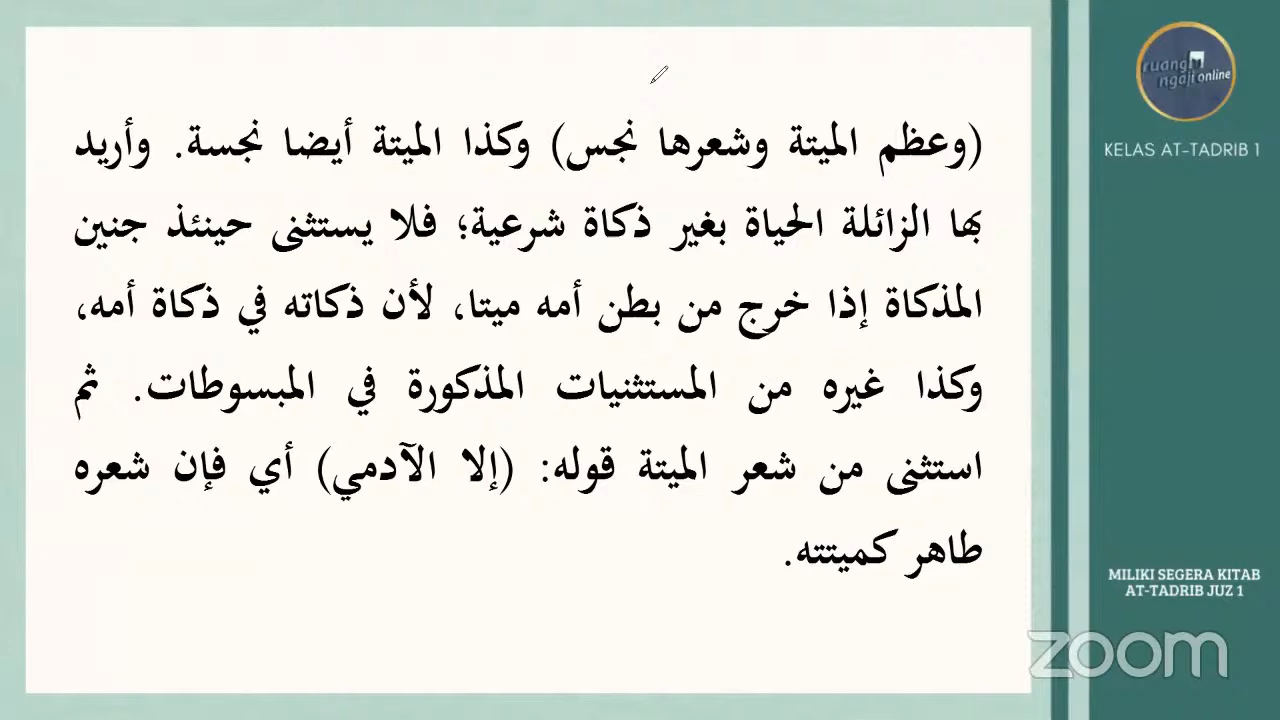 (وعظم الميتة وشعرها نجس) وكذا الميتة أيضا نجسة. وأريد
بها الزائلة الحياة بغير ذكاة شرعية؛ فلا يستثنى حينئذ جنين
المذكاة إذا خرج من بطن أمه ميتا، لأن ذكاته في ذكاة أمه،
وكذا غيره من المستثنيات المذكورة في المبسوطات. ثم
استثنى من شعر الميتة قوله: (إلا الآدمي) أي فإن شعره
طاهر كميتته.
ruang
ngaji online
KELAS AT-TADRIB 1
MILIKI SEGERA KITAB
AT-TADRIB JUZ 1
zoom